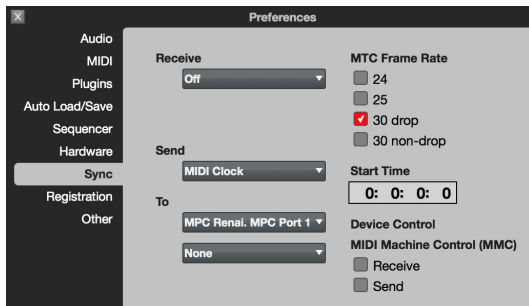 X
Preferences
Audio
MIDI
Plugins
Auto Load/Save
Sequencer
Hardware
Sync
Registration
Other
Receive
Off
Send
MIDI Clock
To
MPC Renai. MPC Port 1
None
MTC Frame Rate
24
25
30 drop
30 non-drop
Start Time
0: 0: 0: 0
Device Control
MIDI Machine Control (MMC)
Receive
Send